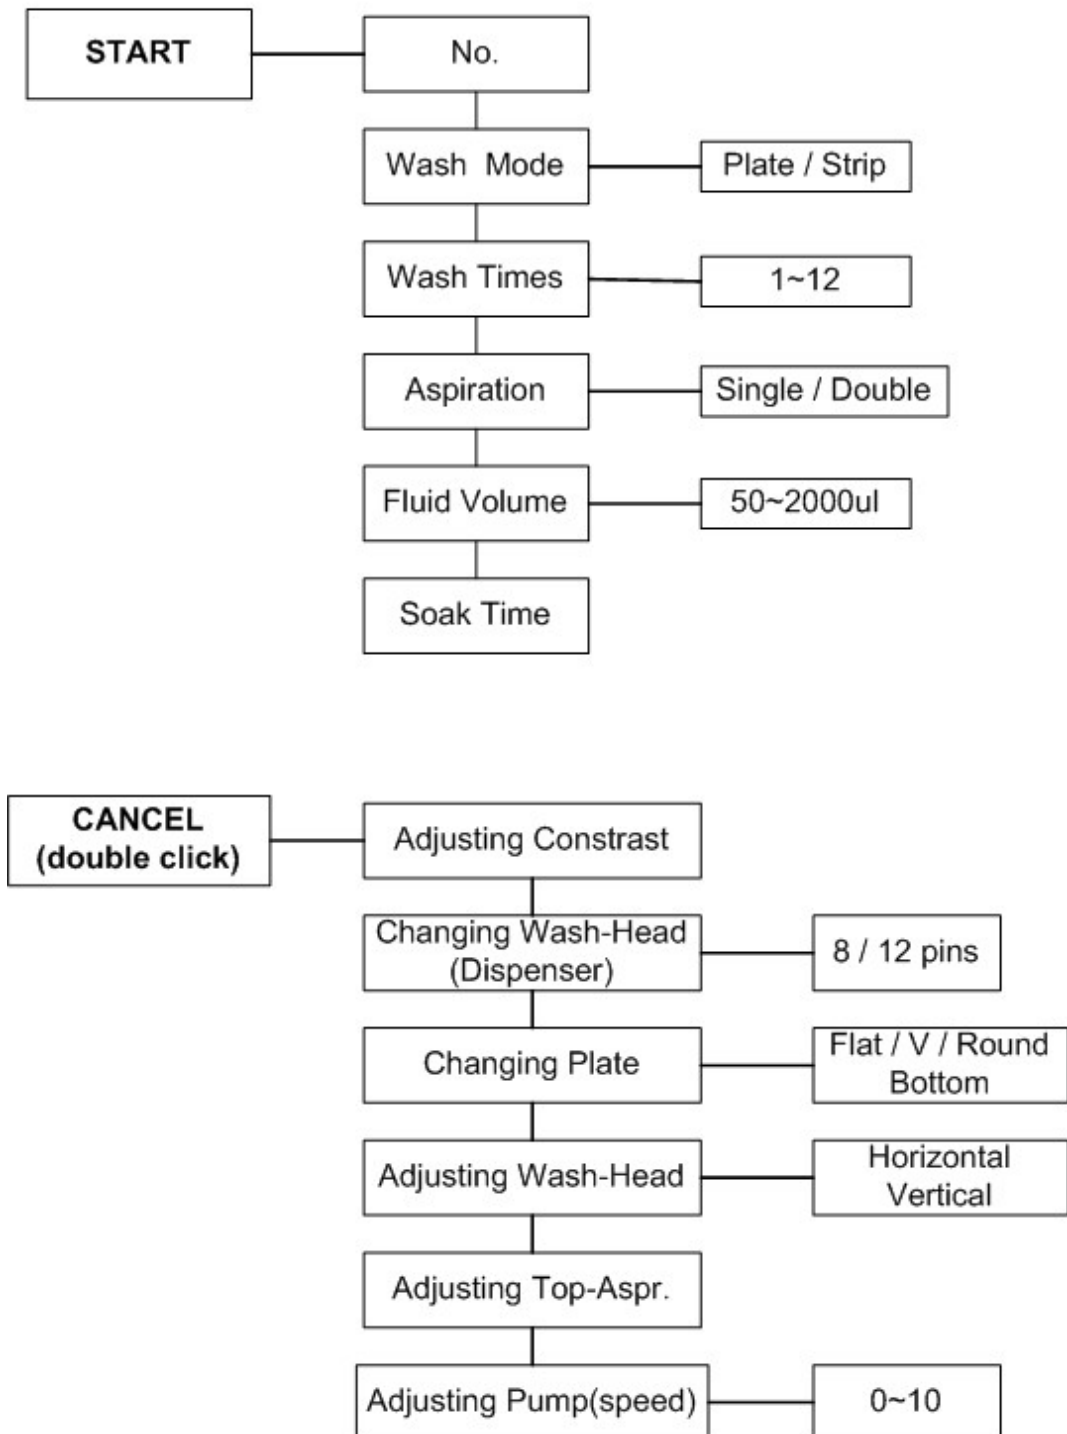 START
No.
Wash Mode
Plate / Strip
Wash Times
1~12
Aspiration
Single / Double
Fluid Volume
50~2000ul
Soak Time
CANCEL
(double click)
Adjusting Constrast
Changing Wash-Head
(Dispenser)
8 / 12 pins
Changing Plate
Flat / V / Round
Bottom
Adjusting Wash-Head
Horizontal
Vertical
Adjusting Top-Aspr.
Adjusting Pump(speed)
0~10